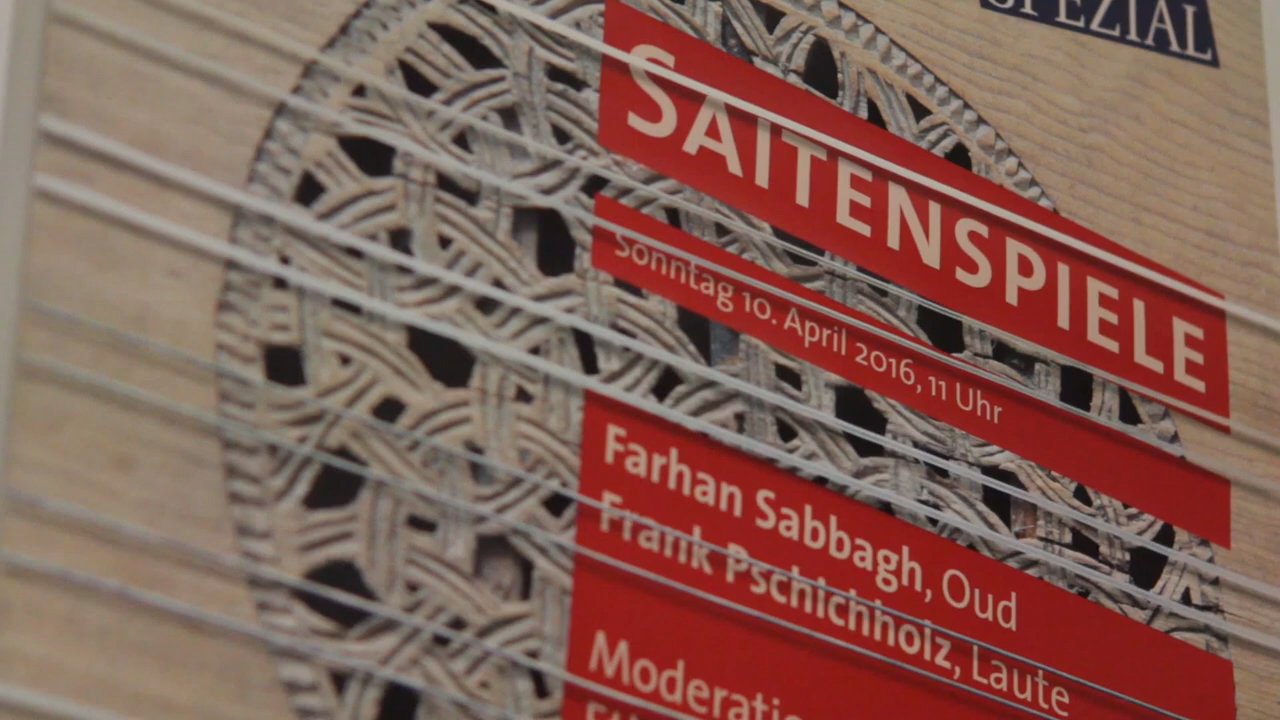 SPEZIAL
SAITENSPIELE
Sonntag 10. April 2016, 11 Uhr
Farhan Sabbagh, Oud
Frank Pschichholz, Laute